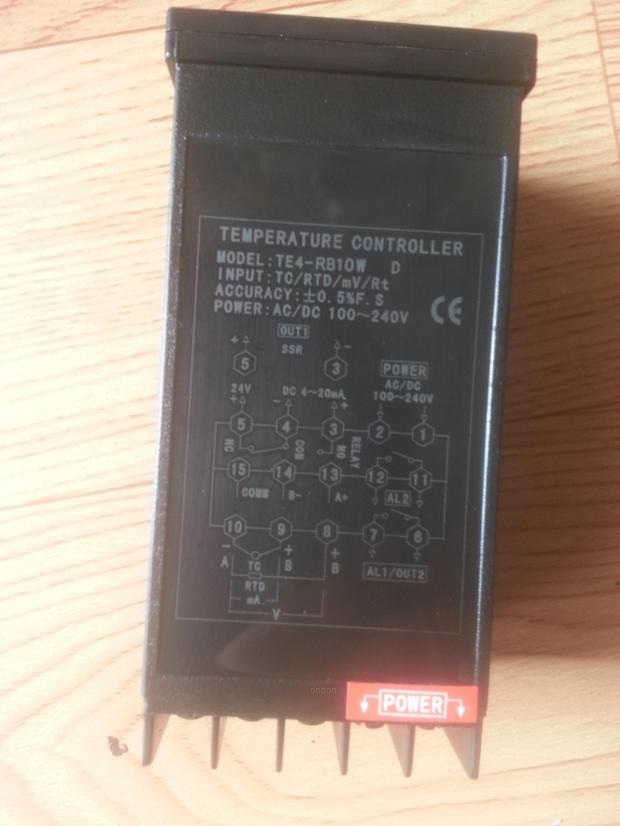 TEMPERATURE CONTROLLER
MODEL:TE4-RB10W D
INPUT:TC/RTD/mV/Rt
ACCURACY:±0.5%F.S
POWER:AC/DC 100~240V
CE
OUT1
+ SSR -
5 3
POWER
AC/DC
100~240V
24V DC 4~20mA
+ - +
5 4 3 2 1
NC COM NO RELAY
15 14 13 12 11
COMM B- A+ AL2
10 9 8 7 6
- + +
A TC B B
AL1/OUT2
RTD
mA
V
POWER